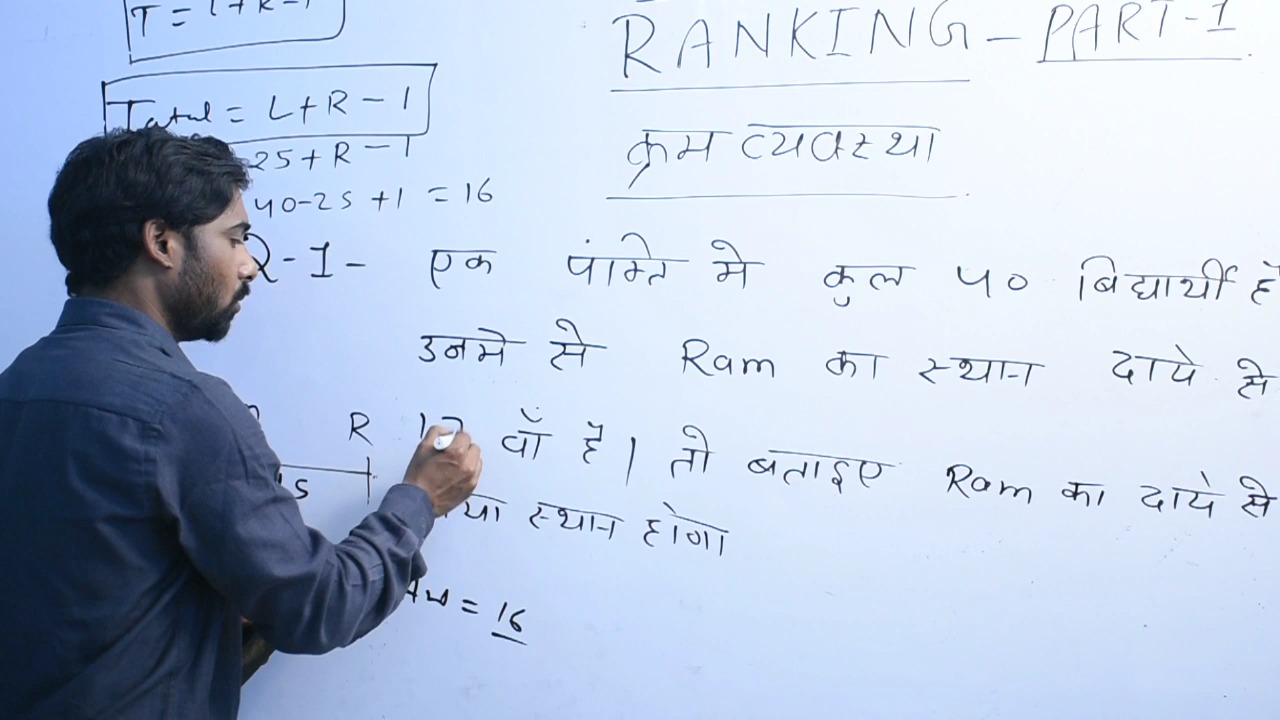 T = L+R-1
RANKING - PART-1
Total = L+R-1
क्रम व्यवस्था
25+R-1
40-25+1 = 16
Q-1- एक पंक्ति मे कुल 40 बिद्यार्थी है
उनमे से Ram का स्थान दाये से
R
वाँ है। तो बताइए Ram का दाये से
स्थान होगा
= 16